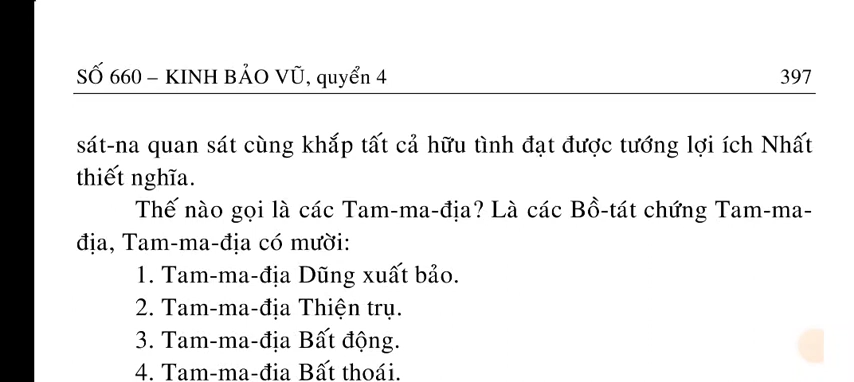 SỐ 660 – KINH BẢO VŨ, quyển 4 397
sát-na quan sát cùng khắp tất cả hữu tình đạt được tướng lợi ích Nhất
thiết nghĩa.
Thế nào gọi là các Tam-ma-địa? Là các Bồ-tát chứng Tam-ma-
địa, Tam-ma-địa có mười:
1. Tam-ma-địa Dũng xuất bảo.
2. Tam-ma-địa Thiện trụ.
3. Tam-ma-địa Bất động.
4. Tam-ma-địa Bất thoái.